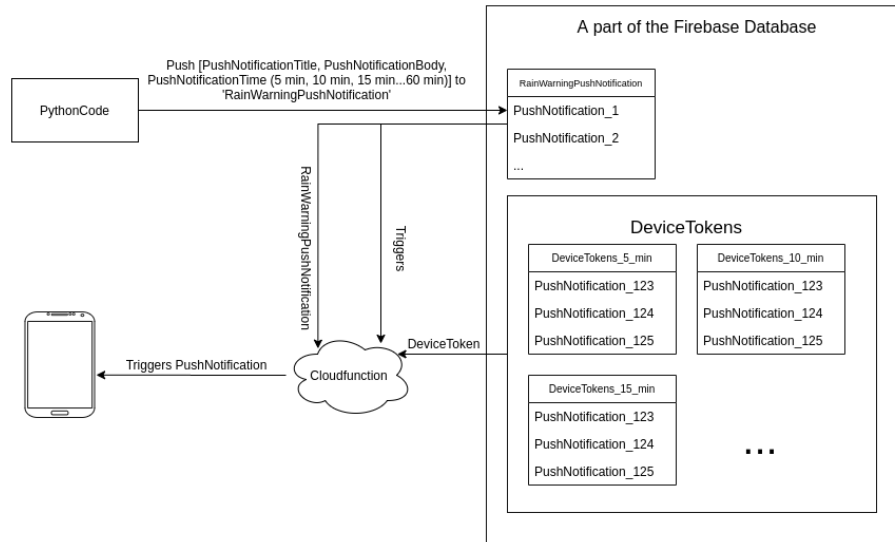 A part of the Firebase Database
Push [PushNotificationTitle, PushNotificationBody,
PushNotificationTime (5 min, 10 min, 15 min...60 min)] to
'RainWarningPushNotification'
PythonCode
RainWarningPushNotification
PushNotification_1
PushNotification_2
...
RainWarningPushNotification
Triggers
DeviceTokens
DeviceTokens_5_min
PushNotification_123
PushNotification_124
PushNotification_125
DeviceTokens_10_min
PushNotification_123
PushNotification_124
PushNotification_125
DeviceToken
Cloudfunction
Triggers PushNotification
DeviceTokens_15_min
PushNotification_123
PushNotification_124
PushNotification_125
...